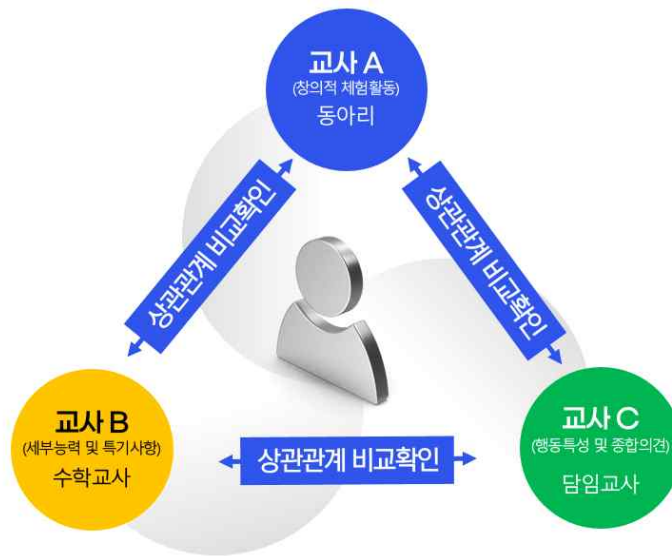 교사 A
(창의적 체험활동)
동아리
상관관계 비교확인
상관관계 비교확인
교사 B
(세부능력 및 특기사항)
수학교사
상관관계 비교확인
교사 C
(행동특성 및 종합의견)
담임교사